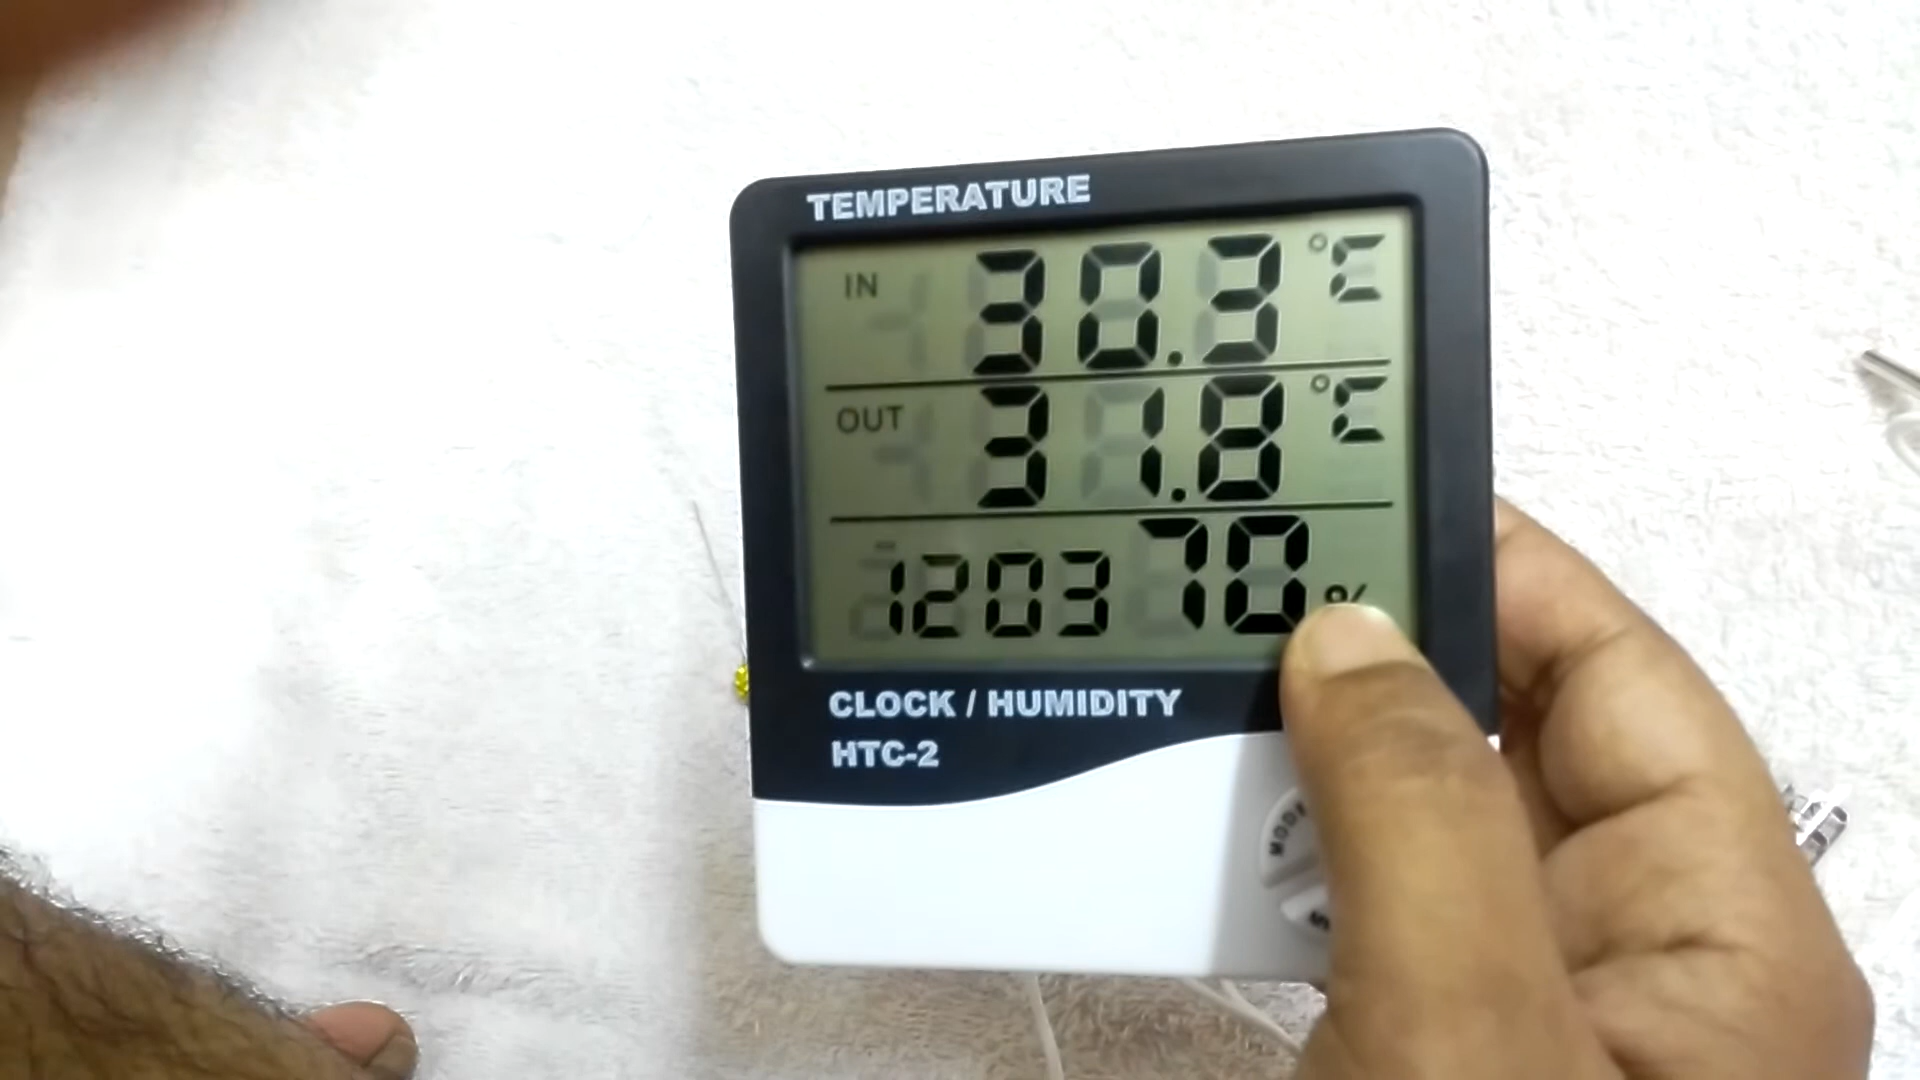 TEMPERATURE
IN 30.3 °C
OUT 31.8 °C
1203 70 %
CLOCK / HUMIDITY
HTC-2